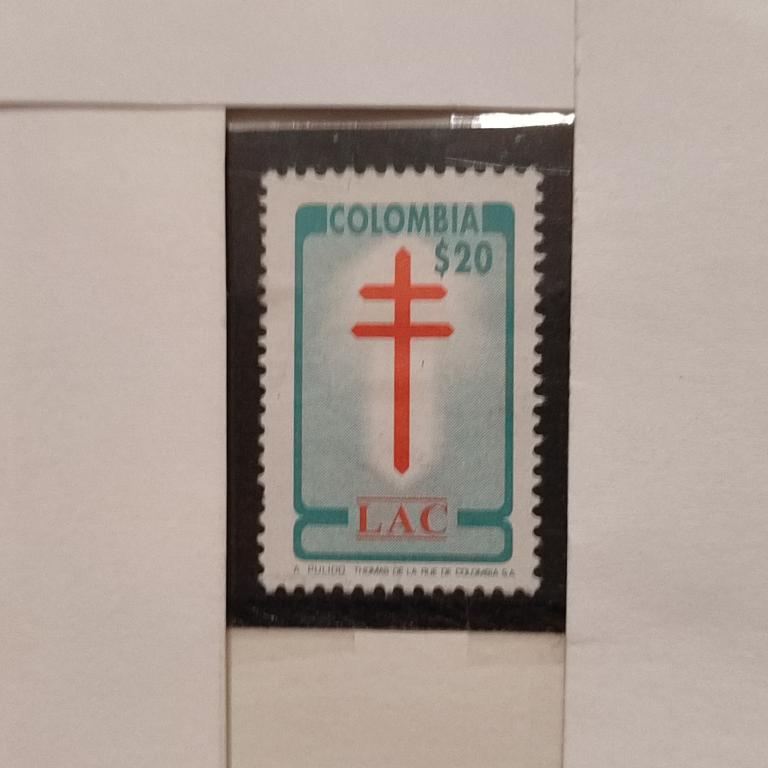 COLOMBIA
$20
LAC
A. PULIDO THOMAS DE LA RUE DE COLOMBIA S.A.